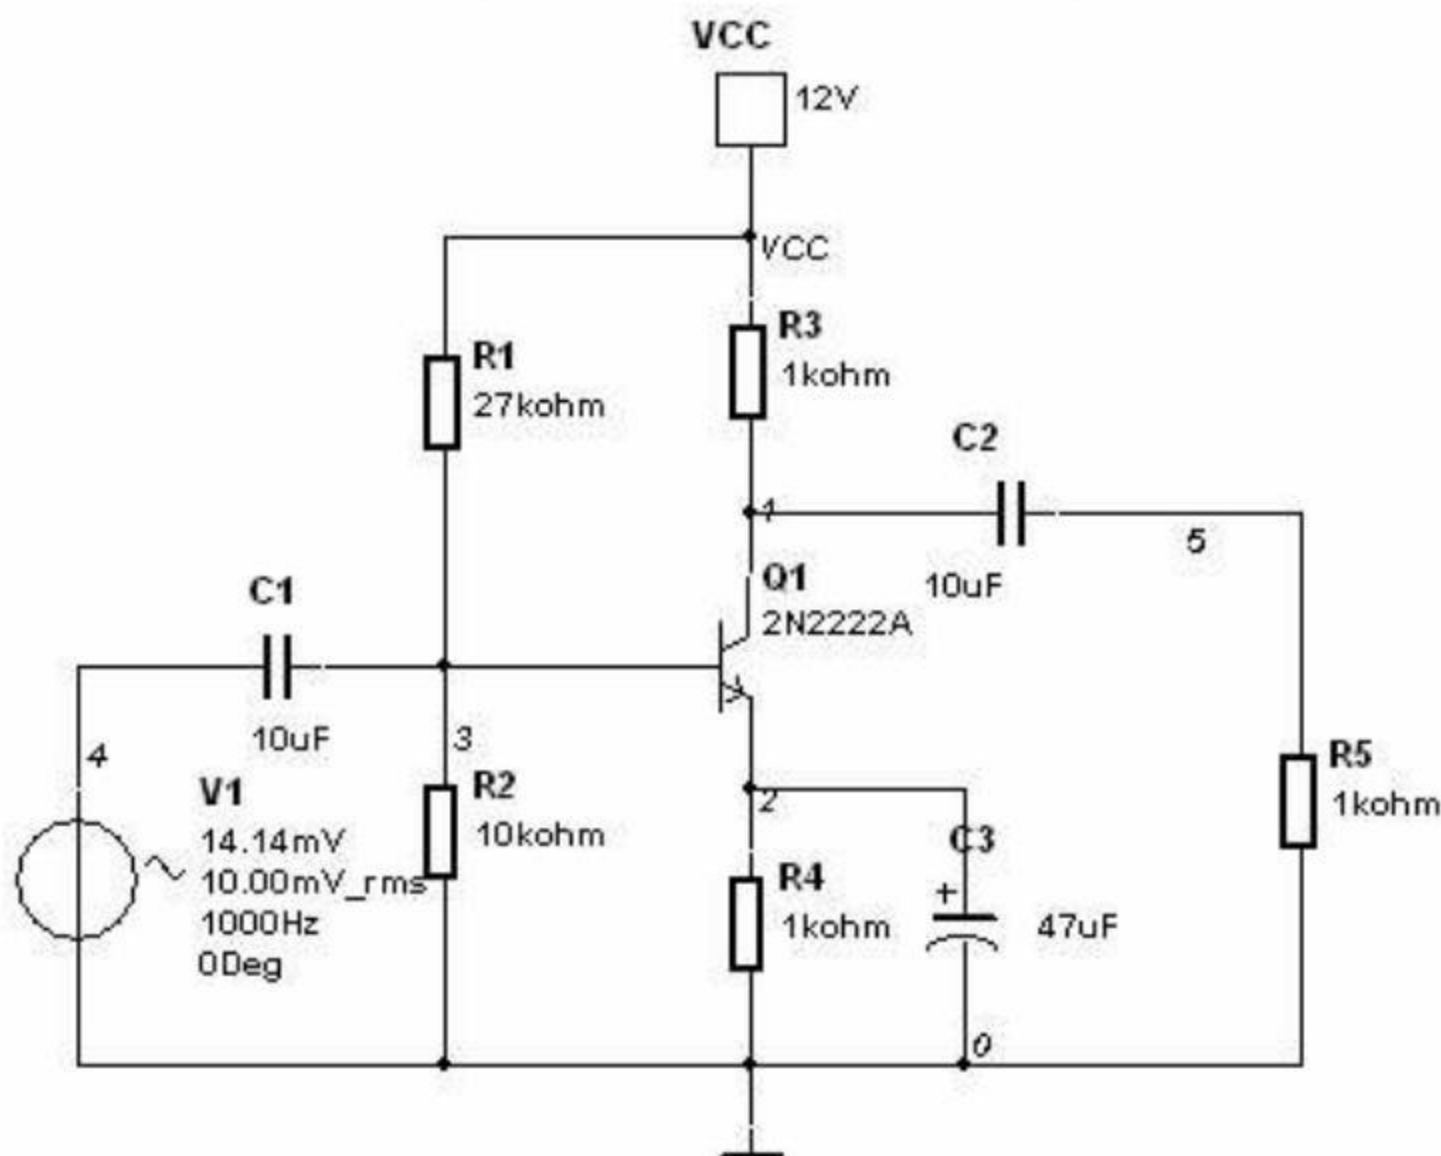 VCC
12V
VCC
R3
1kohm
R1
27kohm
C2
1
5
10uF
Q1
2N2222A
C1
10uF
3
4
V1
14.14mV
10.00mV_rms
1000Hz
0Deg
R2
10kohm
2
C3
+
47uF
R4
1kohm
R5
1kohm
0